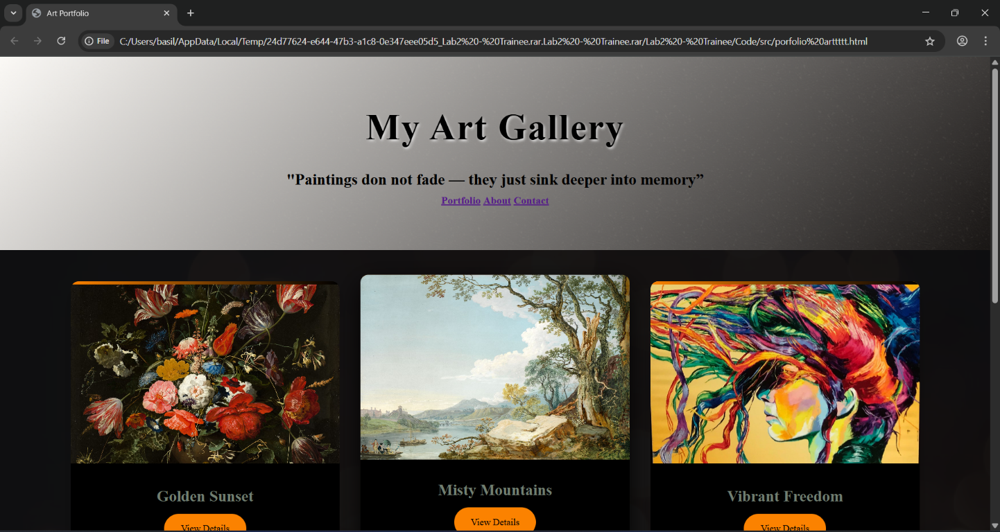 Art Portfolio
File
C:/Users/basil/AppData/Local/Temp/24d77624-e644-47b3-a1c8-0e347eee05d5_Lab2%20-%20Trainee.rar.Lab2%20-%20Trainee.rar/Lab2%20-%20Trainee/Code/src/porfolio%20arttttt.html
My Art Gallery
"Paintings don not fade — they just sink deeper into memory”
Portfolio About Contact
Golden Sunset
Misty Mountains
Vibrant Freedom
View Details
View Details
View Details